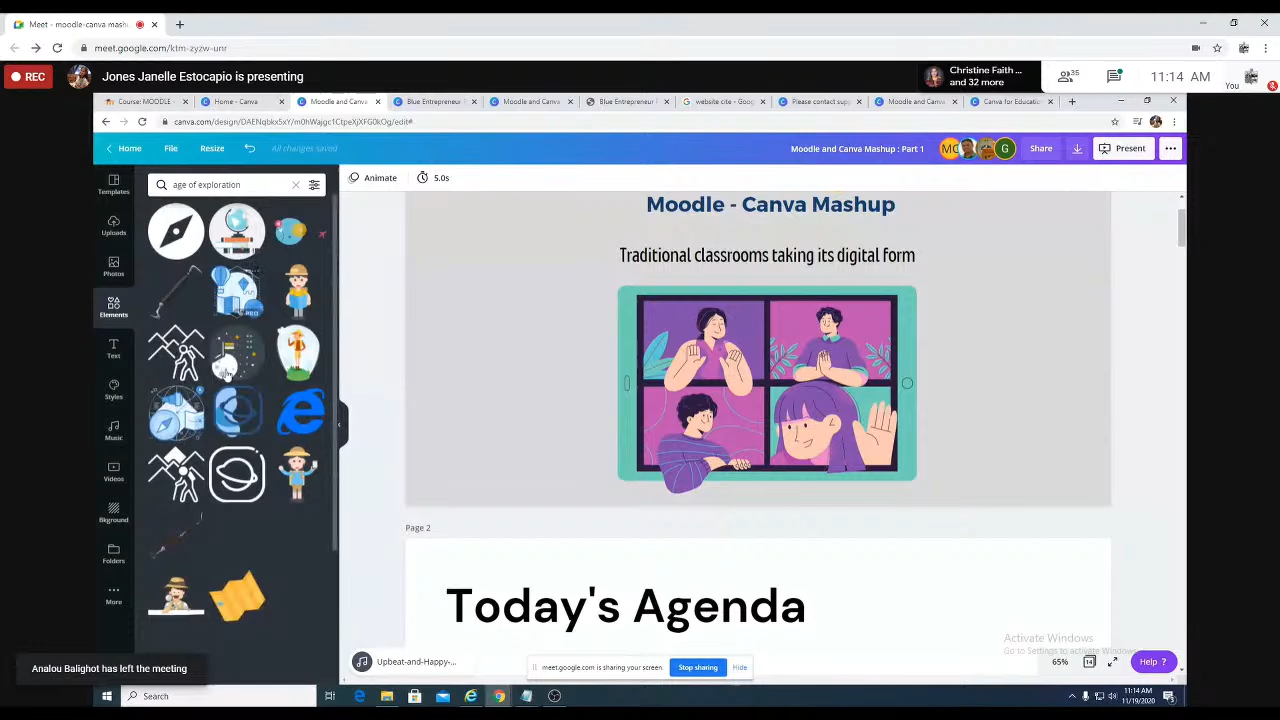 Meet - moodle-canva mash
meet.google.com/ktm-zyzw-unr
REC
Jones Janelle Estocapio is presenting
Christine Faith ...
and 32 more
35
11:14 AM
You
Course: MOODLE -
Home - Canva
Moodle and Canva
Blue Entrepreneur
Moodle and Canva
Blue Entrepreneur
website cite - Goog
Please contact supp
Moodle and Canva
Canva for Education
canva.com/design/DAENqbkx5xY/m0hWajgc1CtpeXjXFG0kOg/edit#
Home
File
Resize
All changes saved
Moodle and Canva Mashup : Part 1
MC
G
Share
Present
Templates
Uploads
Photos
Elements
Text
Styles
Music
Videos
Bkground
Folders
More
age of exploration
PRO
Animate
5.0s
Moodle - Canva Mashup
Traditional classrooms taking its digital form
Page 2
Today's Agenda
Activate Windows
Go to Settings to activate Windows.
Upbeat-and-Happy-...
65%
14
Help ?
meet.google.com is sharing your screen.
Stop sharing
Hide
Analou Balighot has left the meeting
Search
11:14 AM
11/19/2020